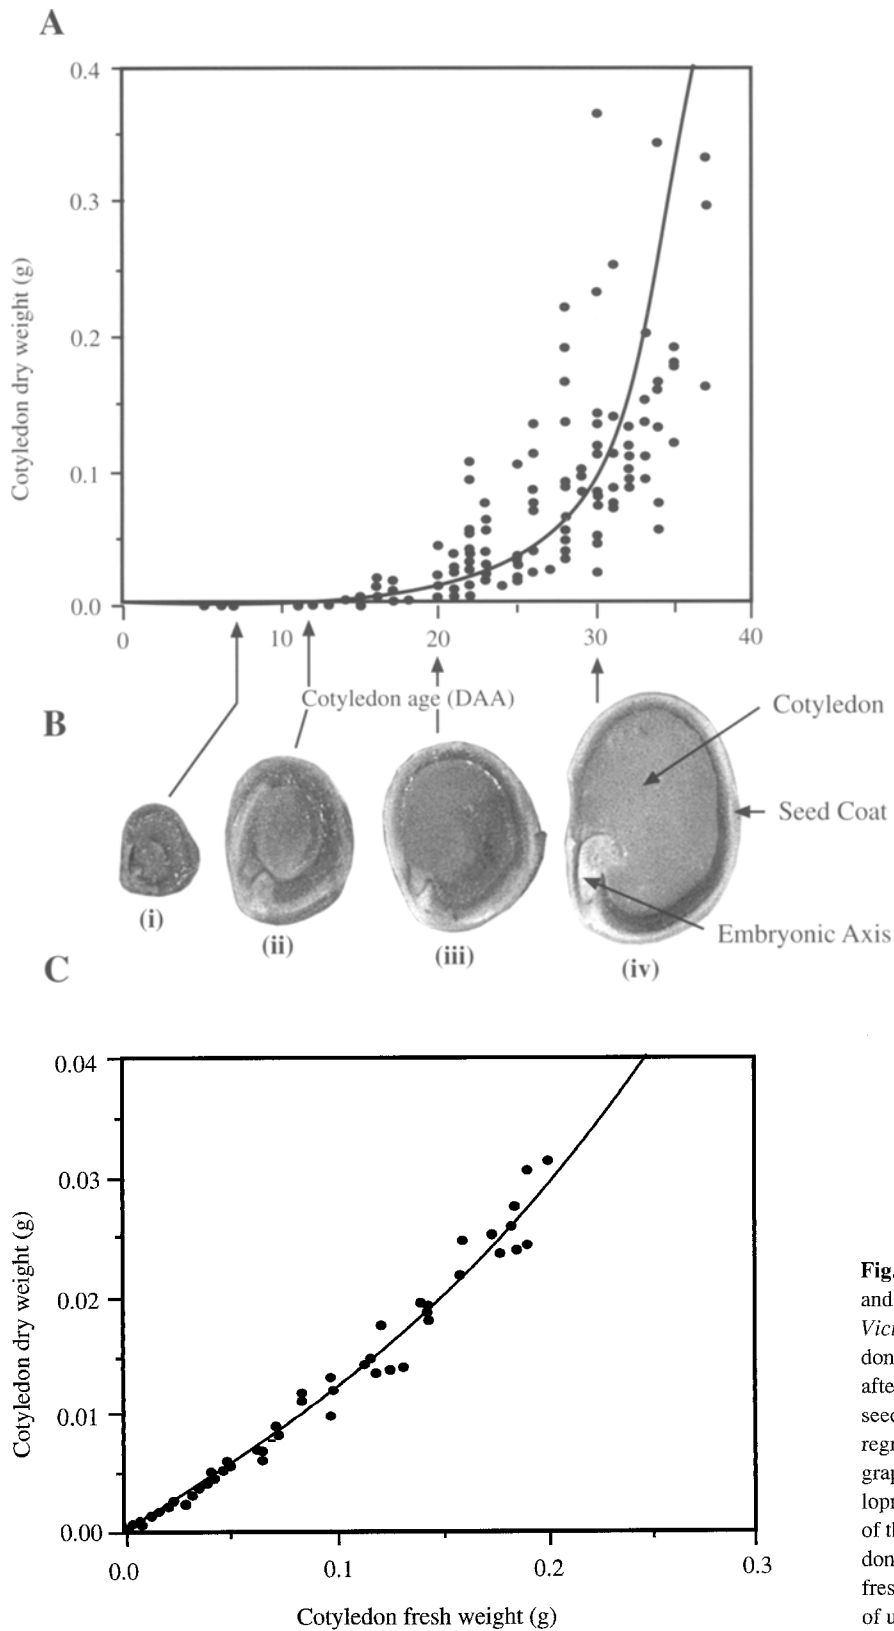 A
0.4
0.3
0.2
0.1
0.0
Cotyledon dry weight (g)
0 10 20 30 40
Cotyledon age (DAA)
B
Cotyledon
Seed Coat
Embryonic Axis
(i)
(ii)
(iii)
(iv)
C
0.04
0.03
0.02
0.01
0.00
Cotyledon dry weight (g)
0.0 0.1 0.2 0.3
Cotyledon fresh weight (g)
Fig.
and
Vici
don
afte
seed
regr
grap
lopr
of th
don
fres
of u